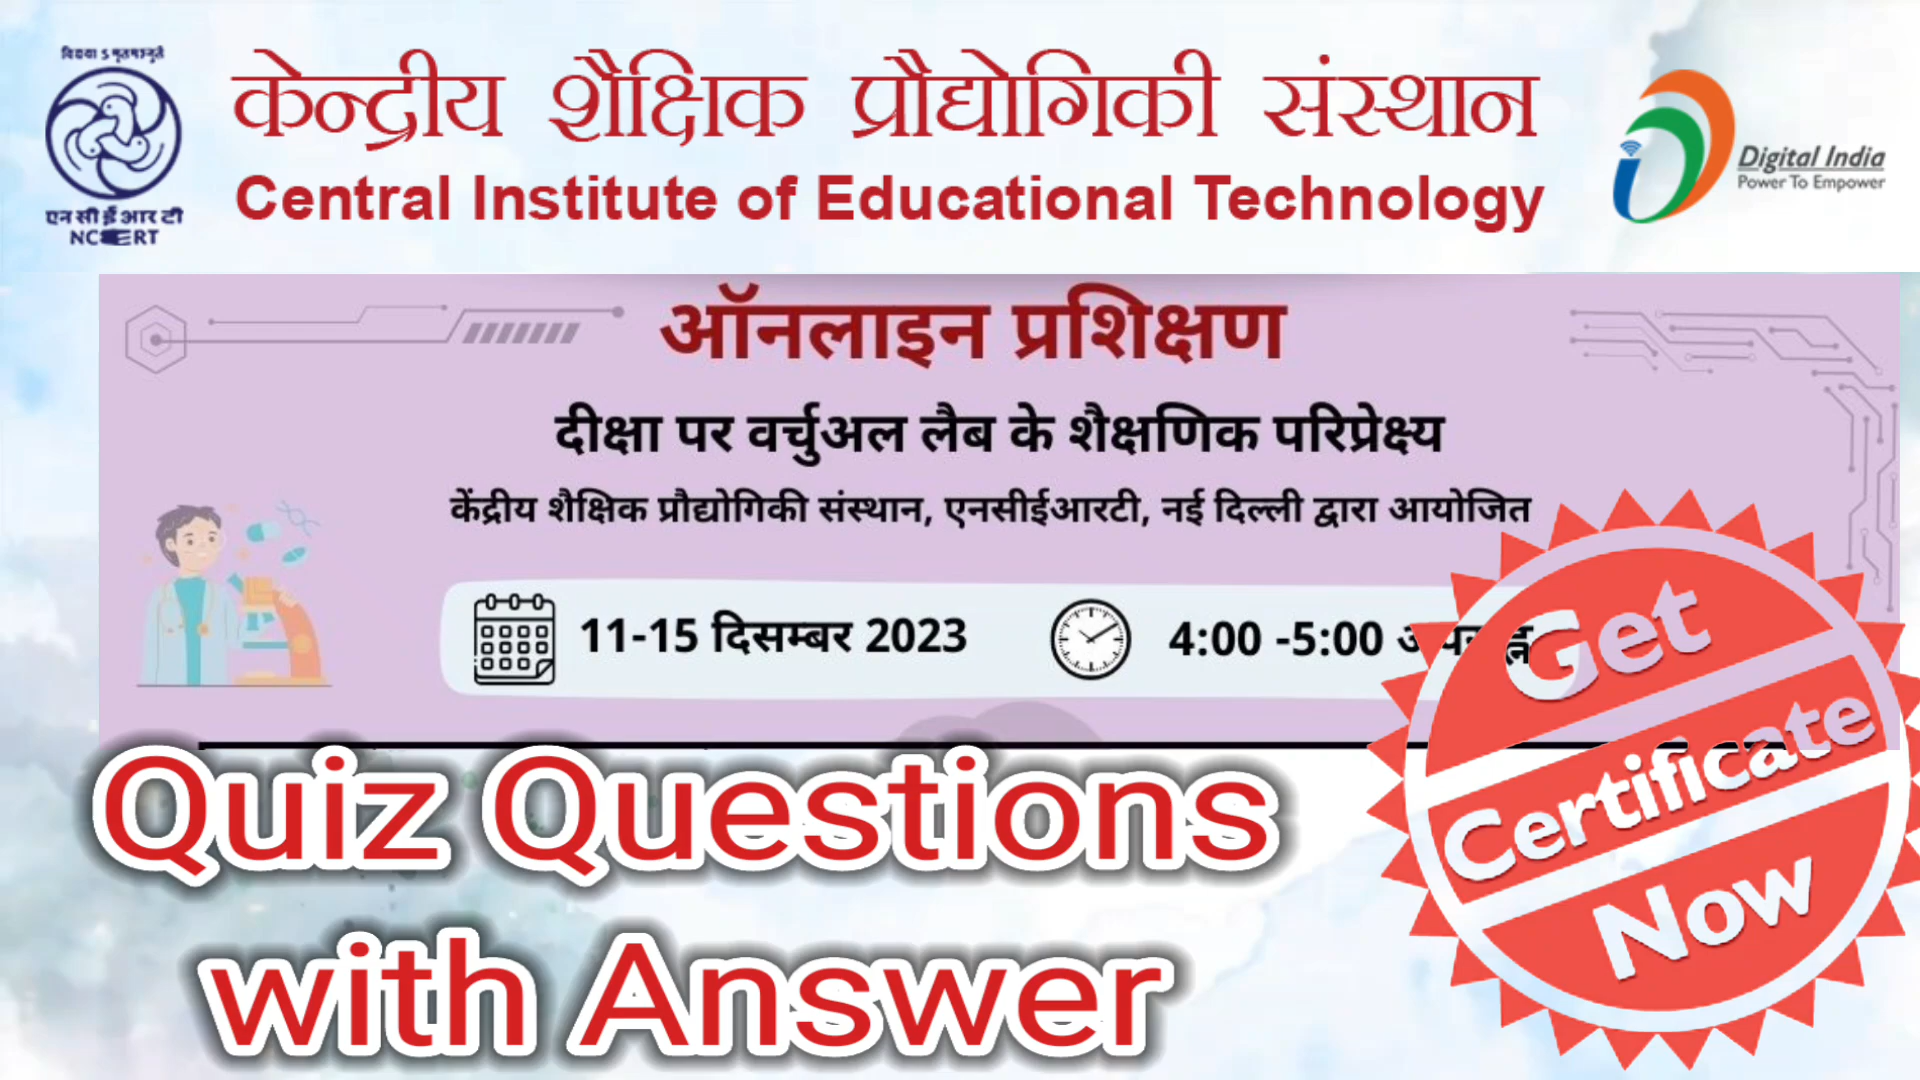 विद्यया ऽ मृतमश्नुते
एन सी ई आर टी
NCERT
केन्द्रीय शैक्षिक प्रौद्योगिकी संस्थान
Central Institute of Educational Technology
Digital India
Power To Empower
ऑनलाइन प्रशिक्षण
दीक्षा पर वर्चुअल लैब के शैक्षणिक परिप्रेक्ष्य
केंद्रीय शैक्षिक प्रौद्योगिकी संस्थान, एनसीईआरटी, नई दिल्ली द्वारा आयोजित
11-15 दिसम्बर 2023
4:00 -5:00
Get
Certificate
Now
Quiz Questions
with Answer